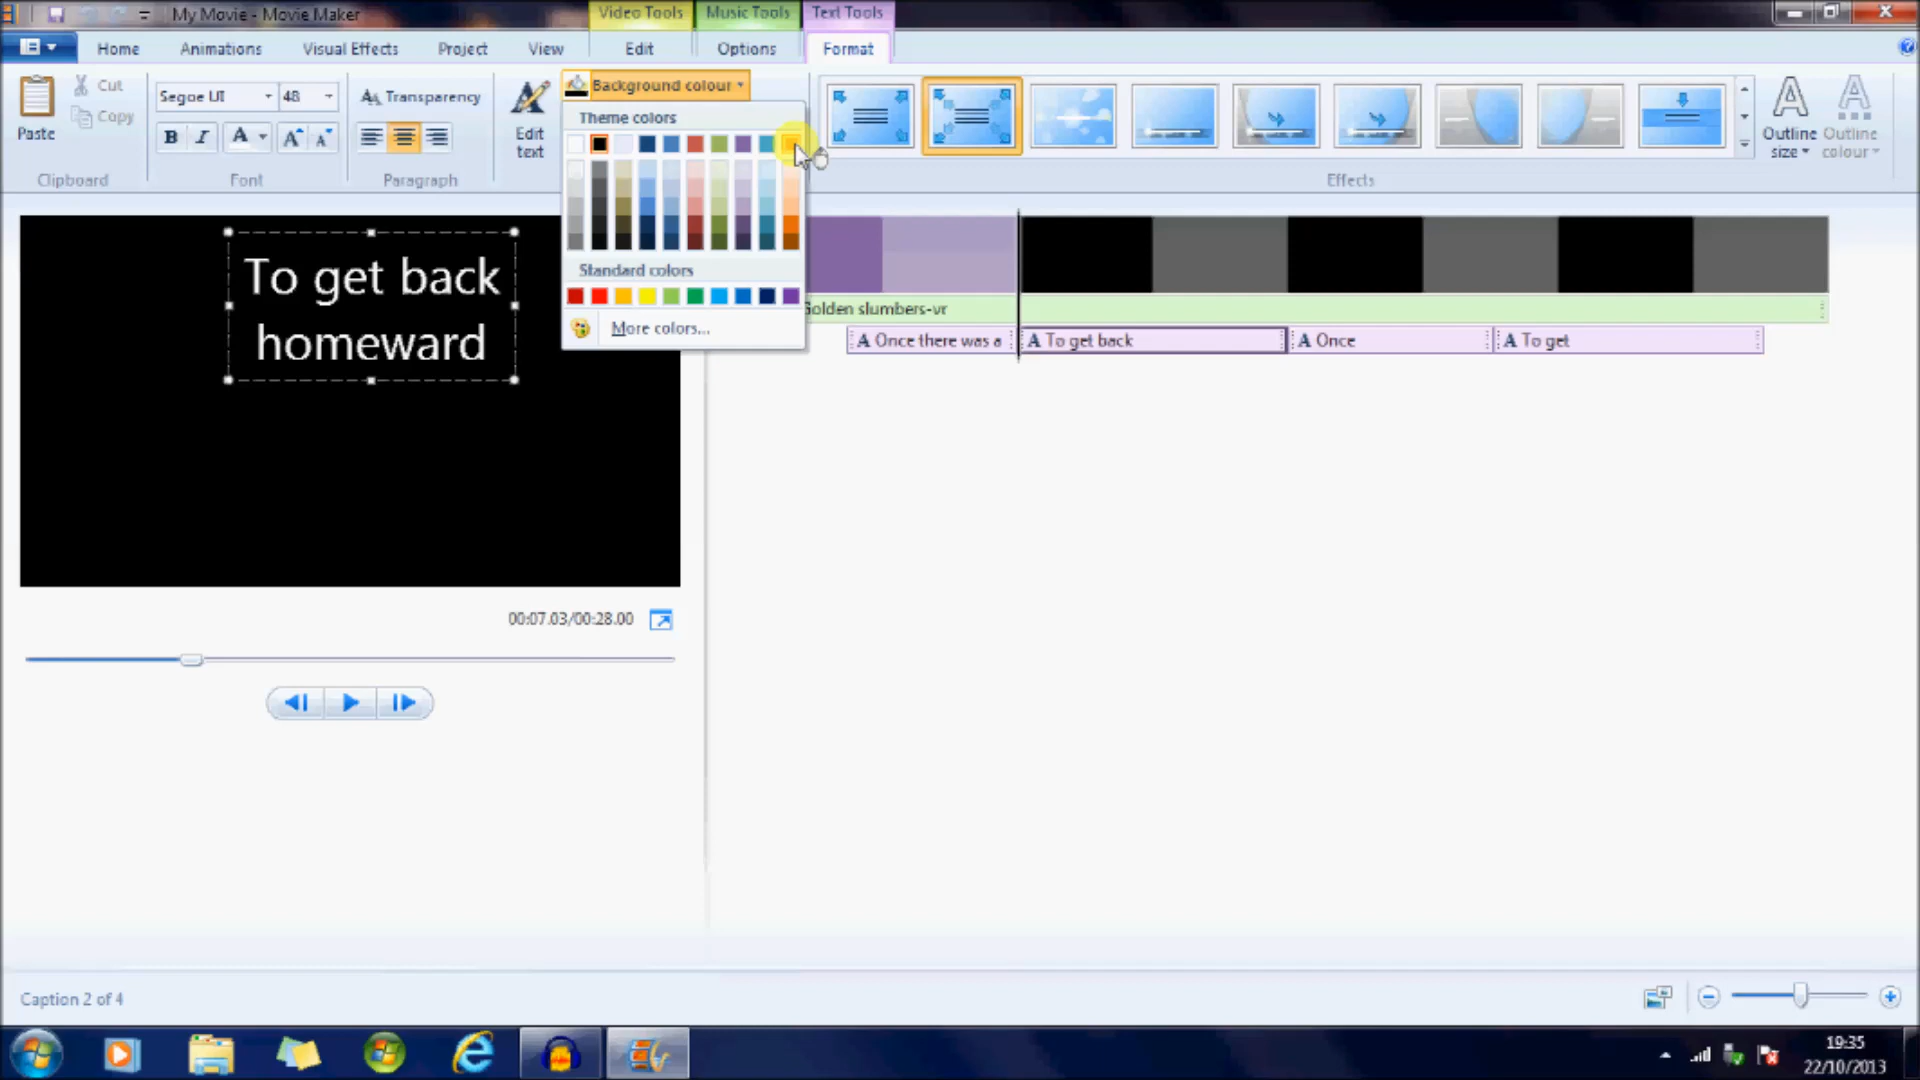 My Movie - Movie Maker
Video Tools
Music Tools
Text Tools
Home
Animations
Visual Effects
Project
View
Edit
Options
Format
Paste
Cut
Copy
Clipboard
Segoe UI
48
B I A A A
Font
Transparency
Paragraph
Edit text
Background colour
Theme colors
Standard colors
More colors...
Effects
Outline size
Outline colour
To get back
homeward
Golden slumbers-vr
A Once there was a
A To get back
A Once
A To get
00:07.03/00:28.00
Caption 2 of 4
19:35
22/10/2013